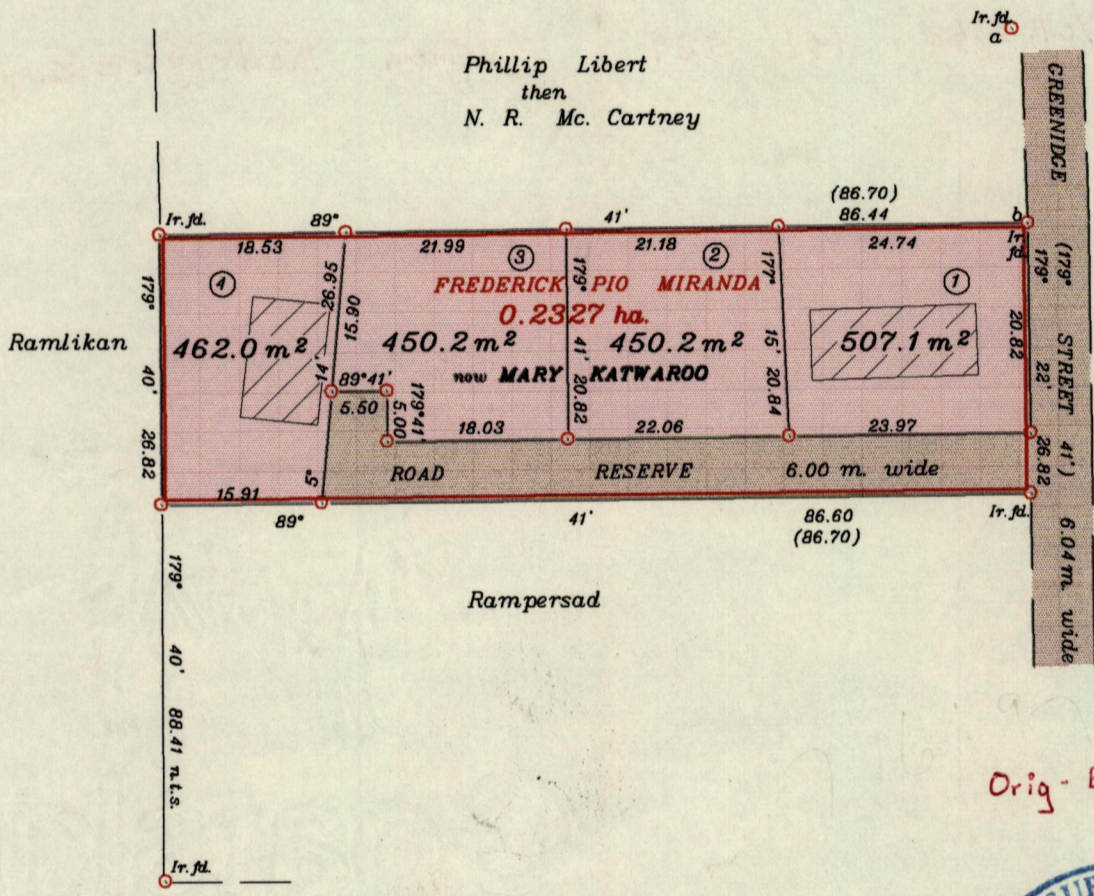 Ir. fd.
a
Phillip Libert
then
N. R. Mc. Cartney
GREENIDGE STREET
(179° 41')
6.04 m. wide
(86.70)
Ir. fd. 89° 41' 86.44 b
18.53 21.99 21.18 24.74 Ir. fd
④ ③ ② ①
FREDERICK PIO MIRANDA
0.2327 ha.
462.0 m² 450.2 m² 450.2 m² 507.1 m²
now MARY KATWAROO
Ramlikan
179° 40' 26.82
26.95
15.90
14'
5°
179° 41' 20.82
177° 15' 20.84
179° 22' 26.82
20.82
89°41'
5.50
179°41'
5.00
18.03 22.06 23.97
ROAD RESERVE 6.00 m. wide
15.91
89° 41' 86.60 Ir. fd.
(86.70)
Rampersad
179° 40' 88.41 n.t.s.
Ir. fd.
Orig -